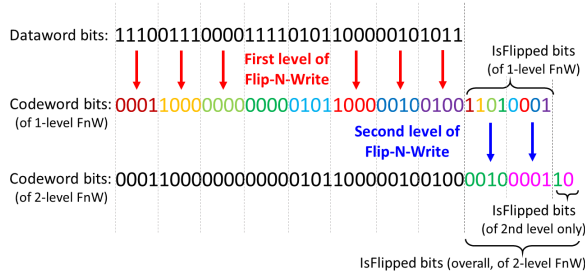 Dataword bits: 11100111000011110101100000101011
First level of
Flip-N-Write
IsFlipped bits
(of 1-level FnW)
Codeword bits: 0001100000000000010110000010010011010001
(of 1-level FnW)
Second level of
Flip-N-Write
Codeword bits: 000110000000000001011000001001000010000110
(of 2-level FnW)
IsFlipped bits
(of 2nd level only)
IsFlipped bits (overall, of 2-level FnW)